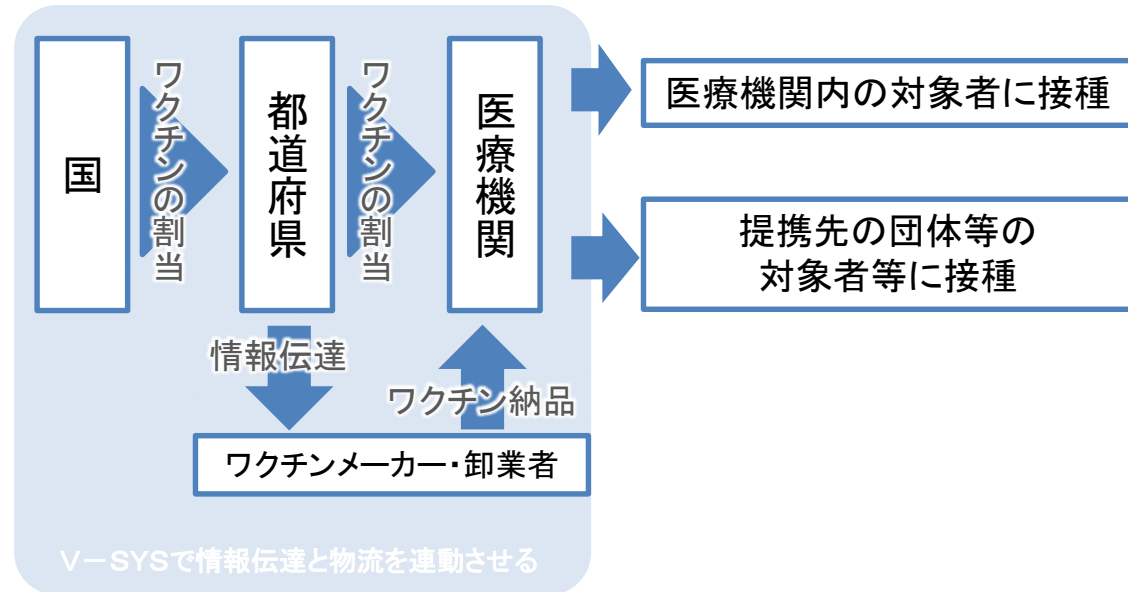 国
ワクチンの割当
都道府県
ワクチンの割当
医療機関
医療機関内の対象者に接種
提携先の団体等の
対象者等に接種
情報伝達
ワクチン納品
ワクチンメーカー・卸業者
V－SYSで情報伝達と物流を連動させる